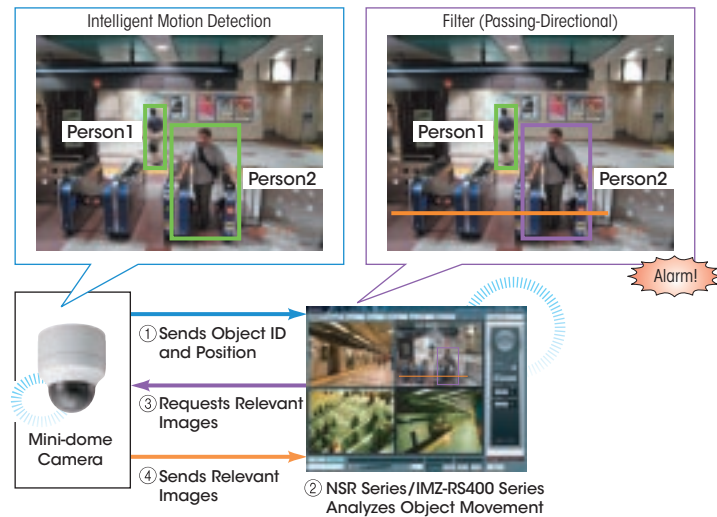 Intelligent Motion Detection
Filter (Passing-Directional)
Person1
Person2
Person1
Person2
Alarm!
①Sends Object ID
and Position
③Requests Relevant
Images
Mini-dome
Camera
④Sends Relevant
Images
②NSR Series/IMZ-RS400 Series
Analyzes Object Movement